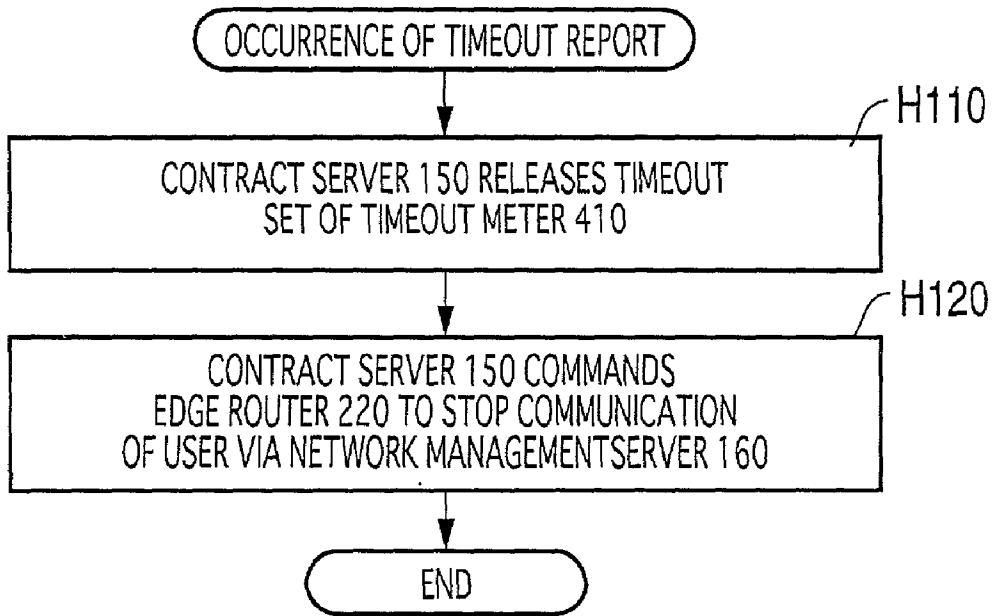 OCCURRENCE OF TIMEOUT REPORT
H110
CONTRACT SERVER 150 RELEASES TIMEOUT
SET OF TIMEOUT METER 410
H120
CONTRACT SERVER 150 COMMANDS
EDGE ROUTER 220 TO STOP COMMUNICATION
OF USER VIA NETWORK MANAGEMENTSERVER 160
END